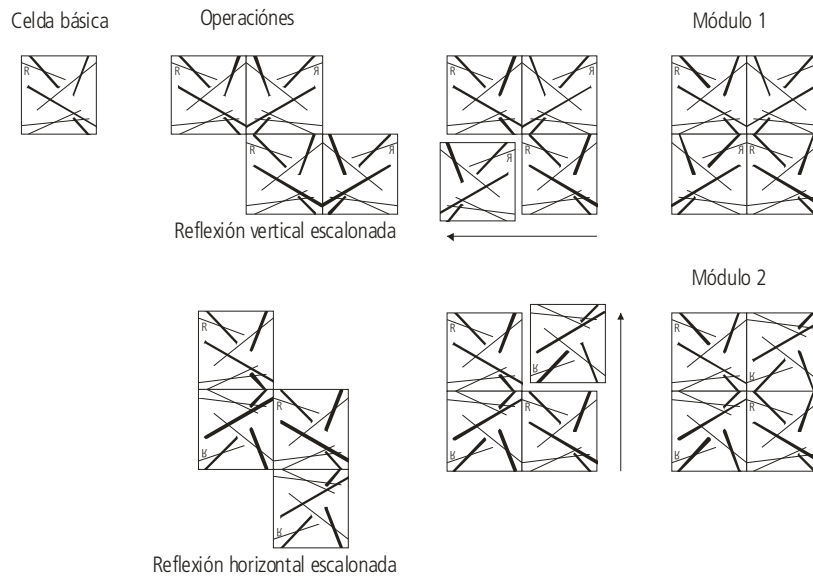 Celda básica
Operaciónes
Módulo 1
R
R
R
R
R
R
R
R
R
R
R
R
R
Reflexión vertical escalonada
Módulo 2
R
R
R
R
R
R
R
R
R
R
R
R
Reflexión horizontal escalonada